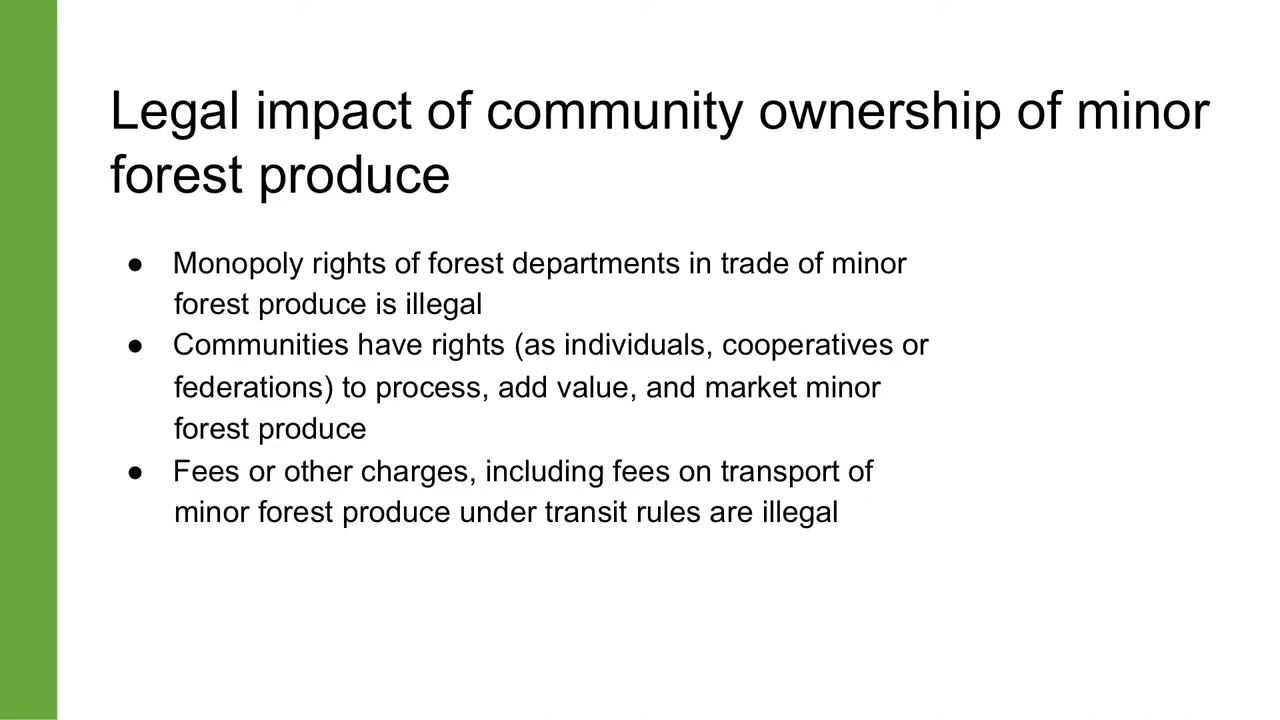 Legal impact of community ownership of minor
forest produce
● Monopoly rights of forest departments in trade of minor
forest produce is illegal
● Communities have rights (as individuals, cooperatives or
federations) to process, add value, and market minor
forest produce
● Fees or other charges, including fees on transport of
minor forest produce under transit rules are illegal